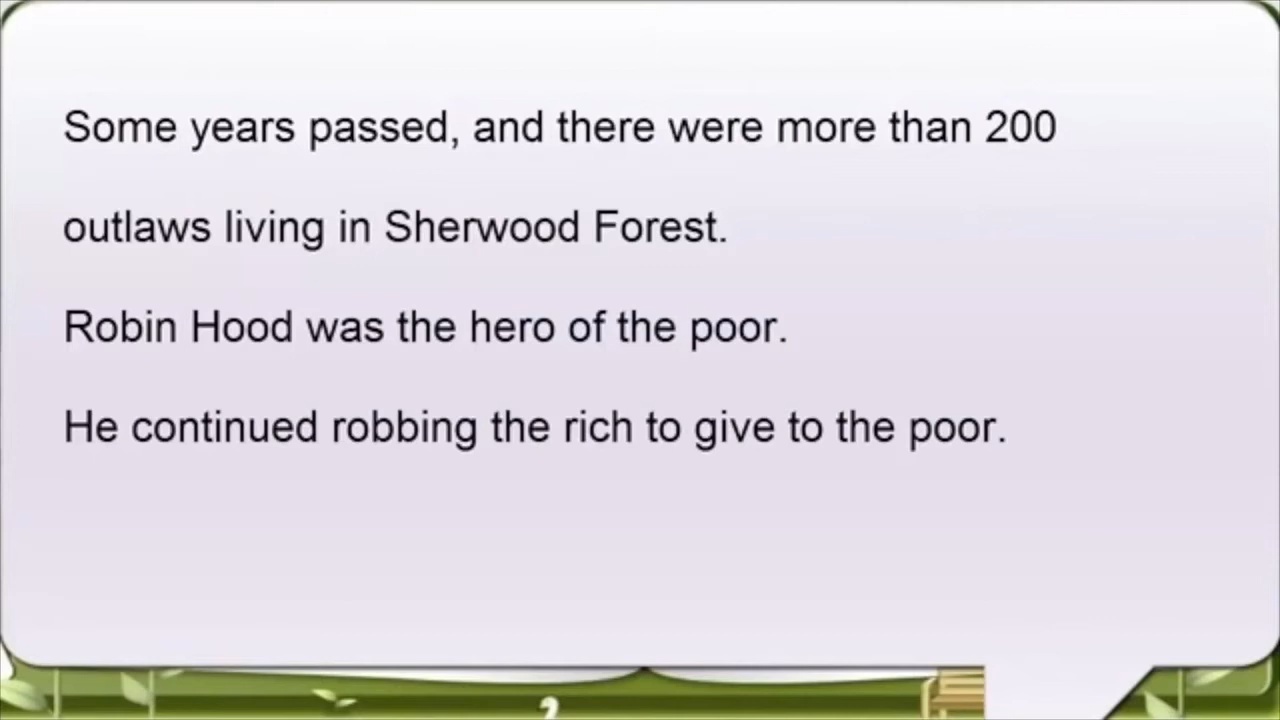 Some years passed, and there were more than 200
outlaws living in Sherwood Forest.
Robin Hood was the hero of the poor.
He continued robbing the rich to give to the poor.